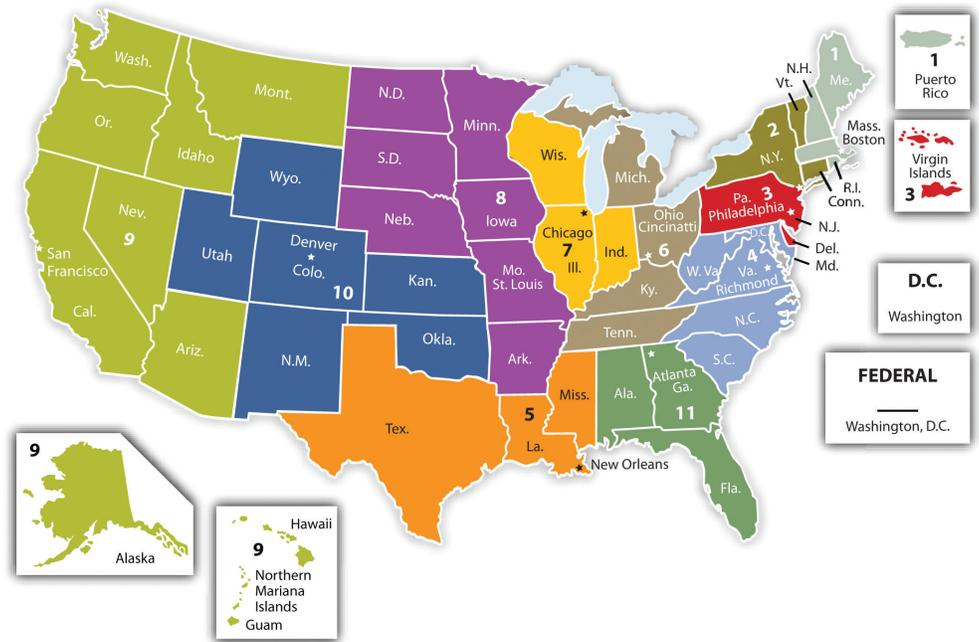 Wash.
Or.
Idaho
Mont.
Nev.
9
San
Francisco
Cal.
Ariz.
Wyo.
Utah
Denver
Colo.
10
N.M.
Kan.
Okla.
N.D.
S.D.
Neb.
Minn.
8
Iowa
Mo.
St. Louis
Ark.
Tex.
5
La.
Miss.
New Orleans
Wis.
Chicago
7
Ill.
Ind.
Mich.
Ohio
Cincinatti
6
Ky.
Tenn.
Ala.
Atlanta
Ga.
11
Fla.
W. Va.
D.C.
4
Va.
Richmond
N.C.
S.C.
Pa. 3
Philadelphia
2
N.Y.
Vt.
N.H.
1
Me.
Mass.
Boston
R.I.
Conn.
N.J.
Del.
Md.
1
Puerto
Rico
Virgin
Islands
3
D.C.
Washington
FEDERAL
Washington, D.C.
9
Alaska
Hawaii
9
Northern
Mariana
Islands
Guam